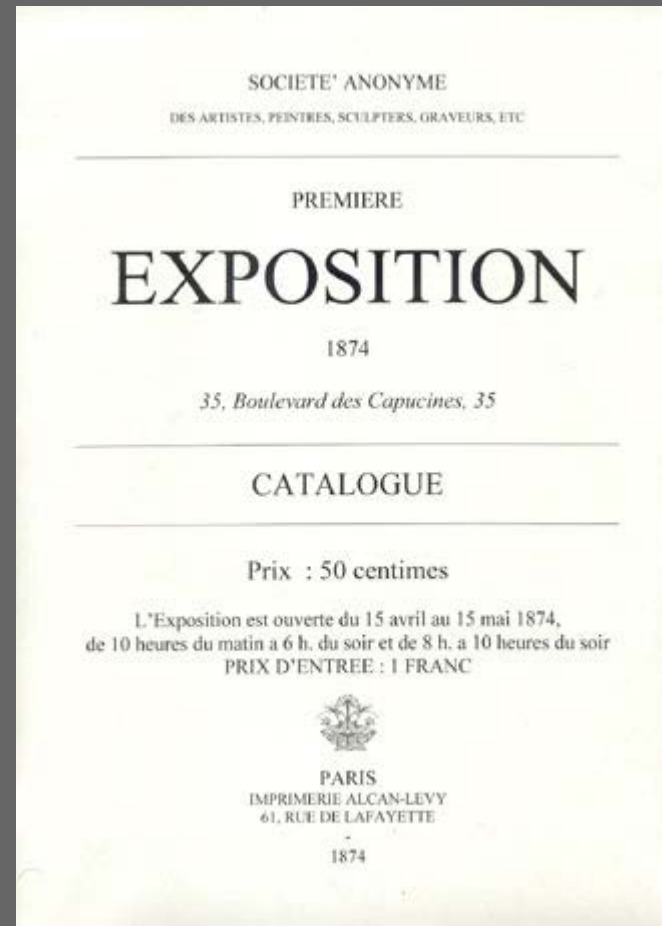 SOCIETE' ANONYME
DES ARTISTES, PEINTRES, SCULPTERS, GRAVEURS, ETC
PREMIERE
EXPOSITION
1874
35, Boulevard des Capucines, 35
CATALOGUE
Prix : 50 centimes
L'Exposition est ouverte du 15 avril au 15 mai 1874,
de 10 heures du matin a 6 h. du soir et de 8 h. a 10 heures du soir
PRIX D'ENTREE : 1 FRANC
PARIS
IMPRIMERIE ALCAN-LEVY
61, RUE DE LAFAYETTE
-
1874